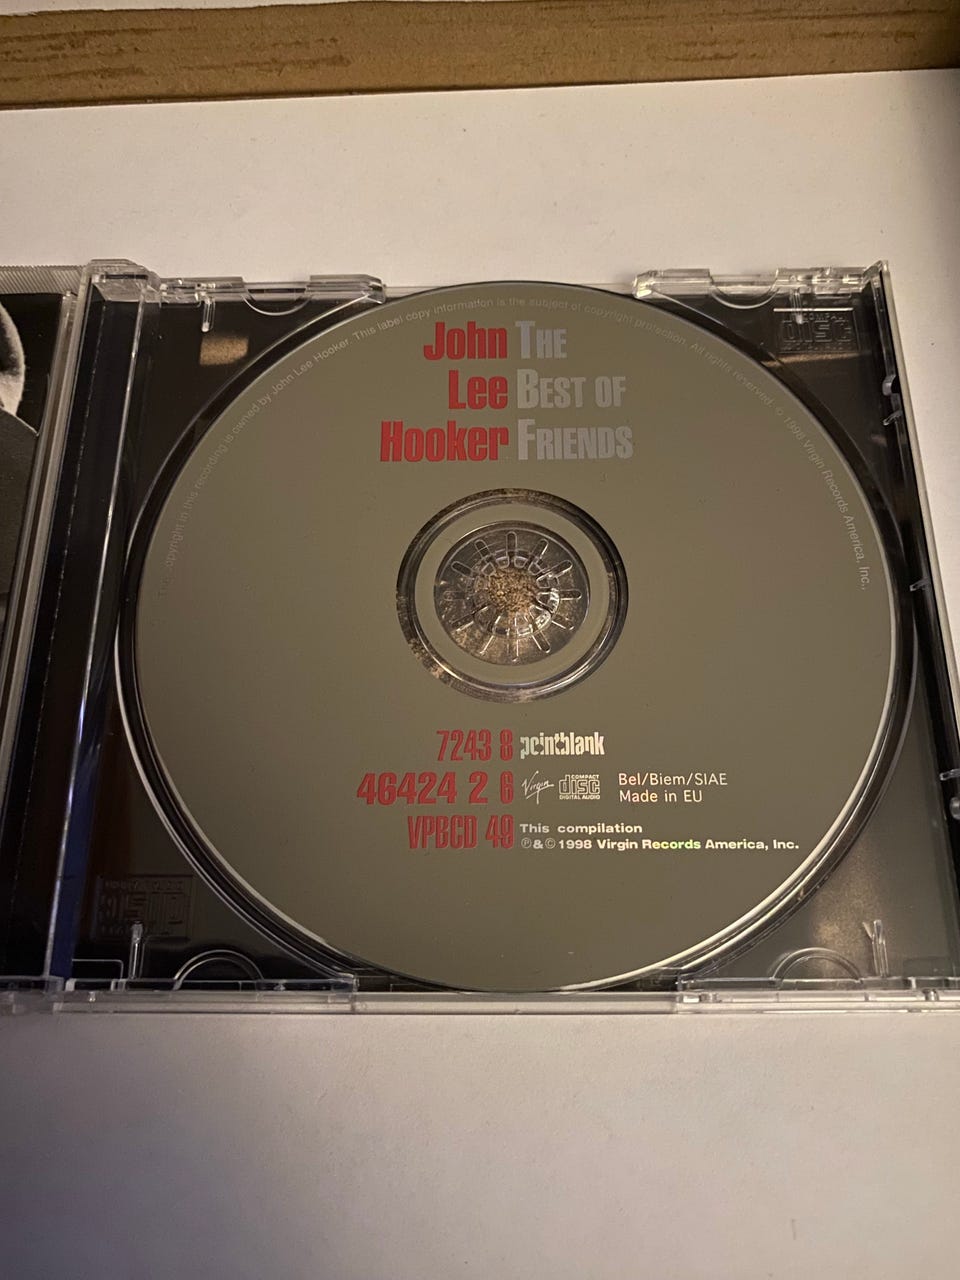 The copyright in this recording is owned by John Lee Hooker. This label copy information is the subject of copyright protection. All rights reserved. © 1998 Virgin Records America, Inc.,
John THE
Lee BEST OF
Hooker FRIENDS
7243 8 pointblank
46424 2 6 Virgin COMPACT disc DIGITAL AUDIO Bel/Biem/SIAE
Made in EU
VPBCD 49 This compilation
℗&© 1998 Virgin Records America, Inc.